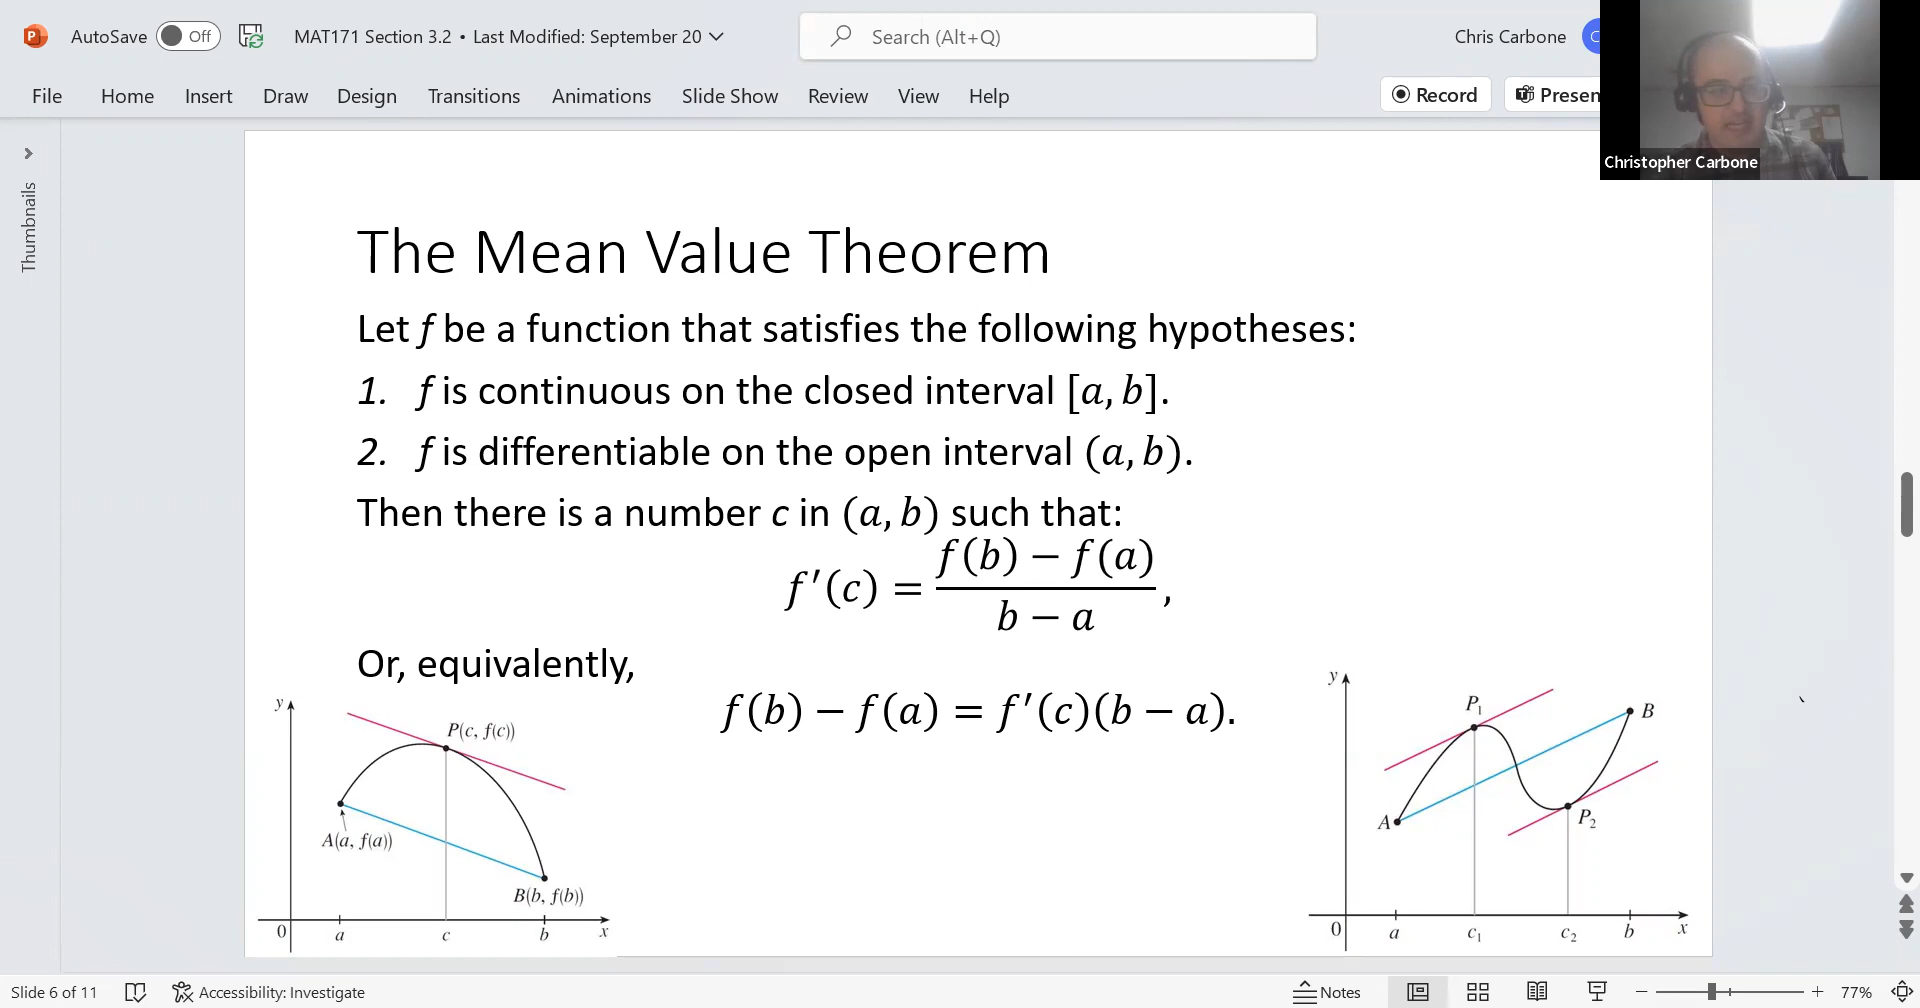 AutoSave Off MAT171 Section 3.2 • Last Modified: September 20 Search (Alt+Q) Chris Carbone
File Home Insert Draw Design Transitions Animations Slide Show Review View Help Record Presen
Christopher Carbone
Thumbnails
The Mean Value Theorem
Let f be a function that satisfies the following hypotheses:
1. f is continuous on the closed interval [a, b].
2. f is differentiable on the open interval (a, b).
Then there is a number c in (a, b) such that:
f(b) − f(a)
f′(c) = ,
b − a
Or, equivalently,
f(b) − f(a) = f′(c)(b − a).
y
P(c, f(c))
A(a, f(a))
B(b, f(b))
0 a c b x
y
P₁
B
A
P₂
0 a c₁ c₂ b x
Slide 6 of 11 Accessibility: Investigate Notes 77%